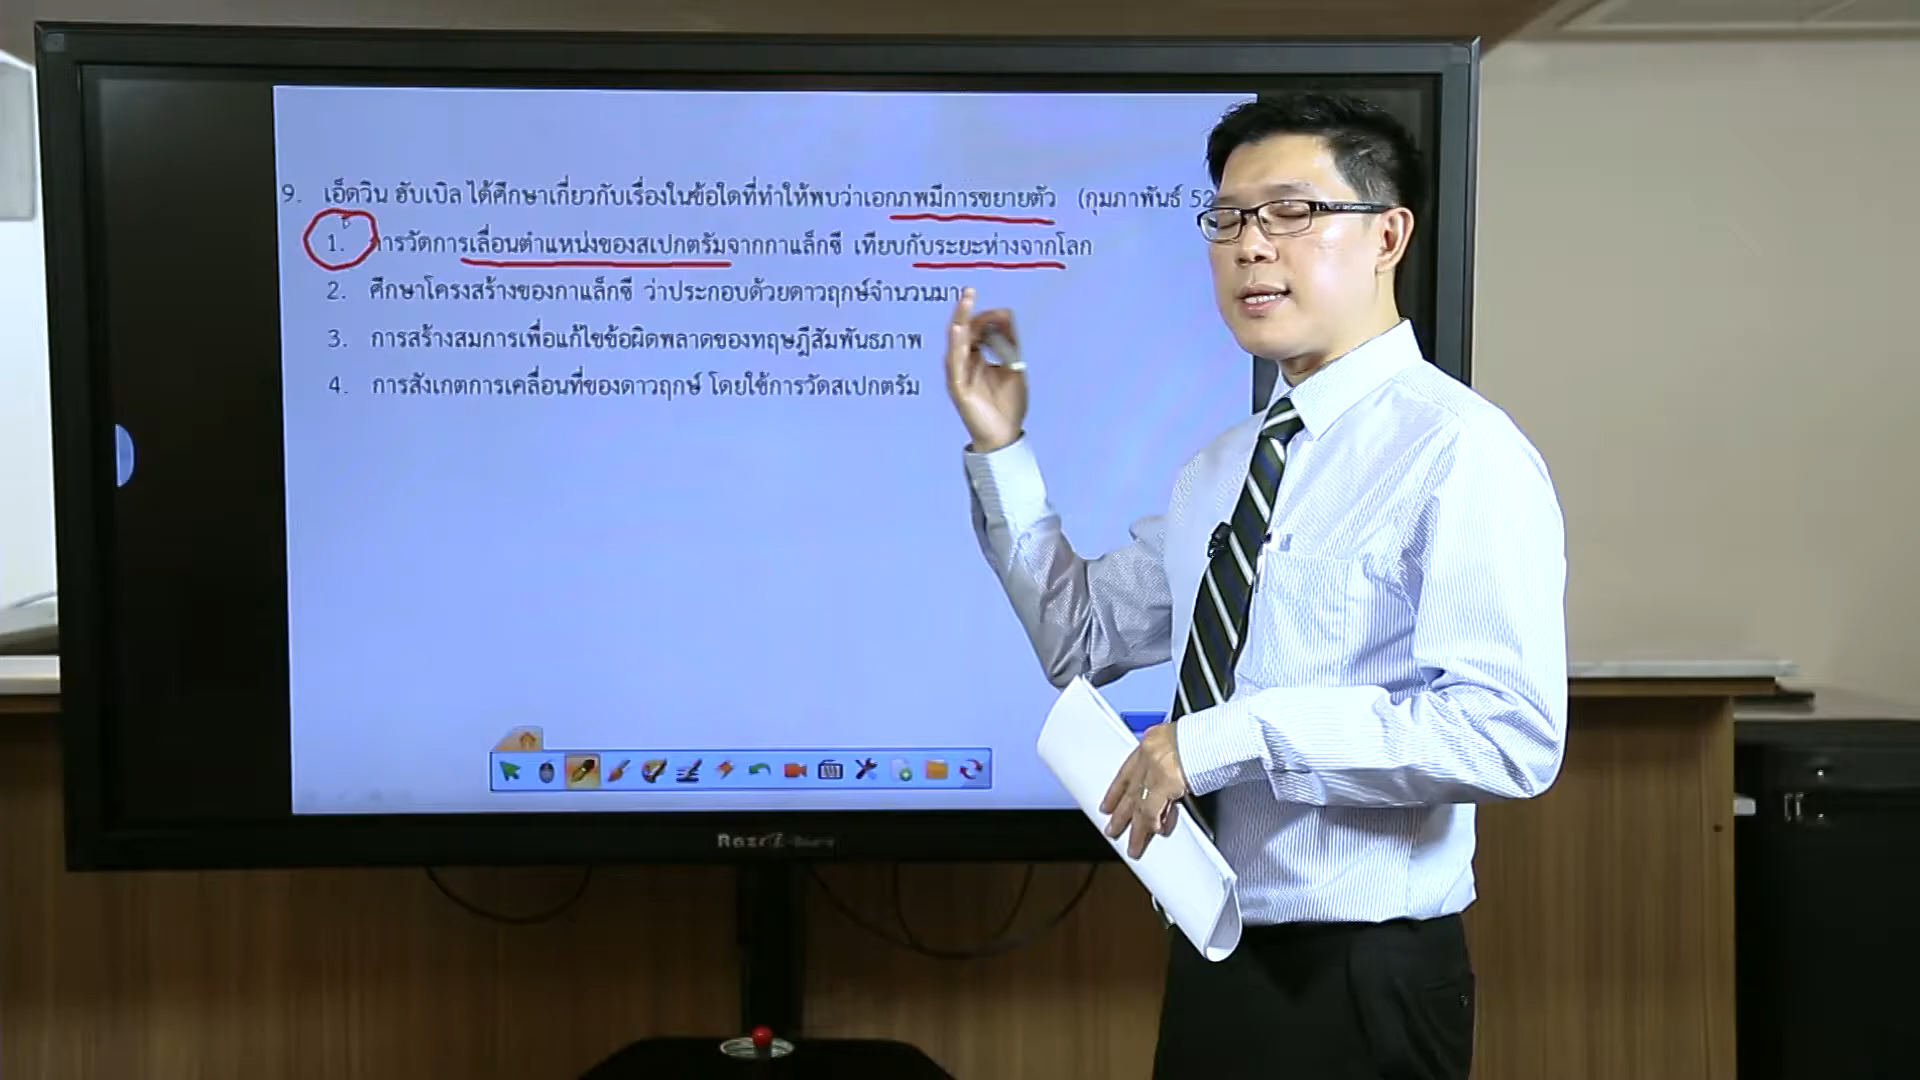 9. เอ็ดวิน ฮับเบิล ได้ศึกษาเกี่ยวกับเรื่องในข้อใดที่ทำให้พบว่าเอกภพมีการขยายตัว (กุมภาพันธ์ 52
1. การวัดการเลื่อนตำแหน่งของสเปกตรัมจากกาแล็กซี เทียบกับระยะห่างจากโลก
2. ศึกษาโครงสร้างของกาแล็กซี ว่าประกอบด้วยดาวฤกษ์จำนวนมาก
3. การสร้างสมการเพื่อแก้ไขข้อผิดพลาดของทฤษฎีสัมพันธภาพ
4. การสังเกตการเคลื่อนที่ของดาวฤกษ์ โดยใช้การวัดสเปกตรัม